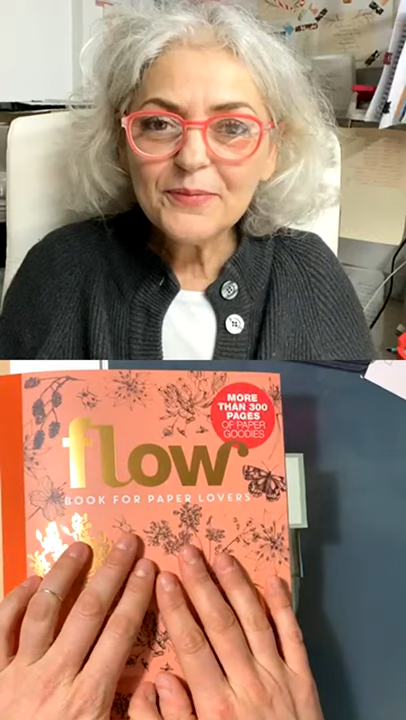 MORE
THAN 300
PAGES
OF PAPER
GOODIES
flow
BOOK FOR PAPER LOVERS